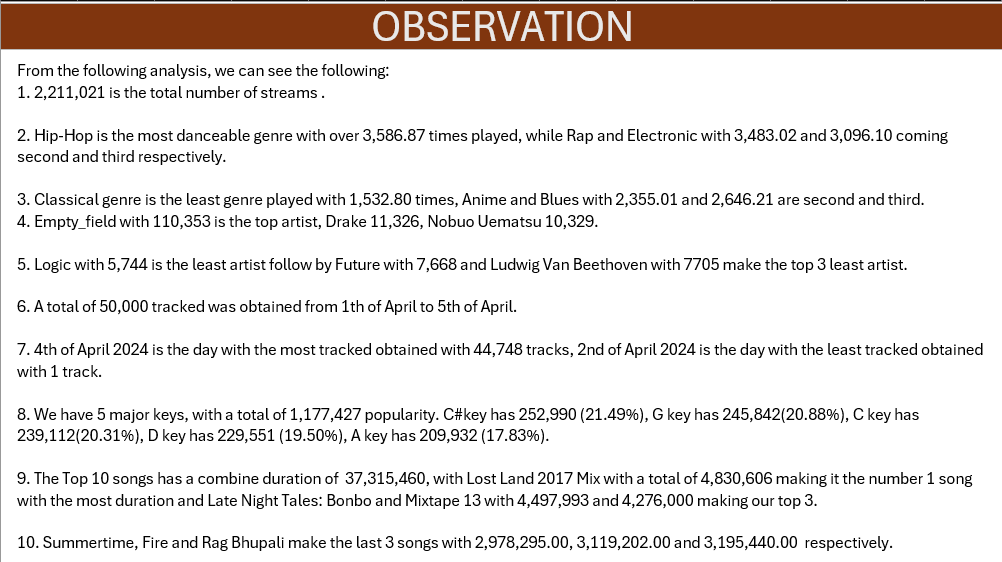 OBSERVATION
From the following analysis, we can see the following:
1. 2,211,021 is the total number of streams .
2. Hip-Hop is the most danceable genre with over 3,586.87 times played, while Rap and Electronic with 3,483.02 and 3,096.10 coming
second and third respectively.
3. Classical genre is the least genre played with 1,532.80 times, Anime and Blues with 2,355.01 and 2,646.21 are second and third.
4. Empty_field with 110,353 is the top artist, Drake 11,326, Nobuo Uematsu 10,329.
5. Logic with 5,744 is the least artist follow by Future with 7,668 and Ludwig Van Beethoven with 7705 make the top 3 least artist.
6. A total of 50,000 tracked was obtained from 1th of April to 5th of April.
7. 4th of April 2024 is the day with the most tracked obtained with 44,748 tracks, 2nd of April 2024 is the day with the least tracked obtained
with 1 track.
8. We have 5 major keys, with a total of 1,177,427 popularity. C#key has 252,990 (21.49%), G key has 245,842(20.88%), C key has
239,112(20.31%), D key has 229,551 (19.50%), A key has 209,932 (17.83%).
9. The Top 10 songs has a combine duration of  37,315,460, with Lost Land 2017 Mix with a total of 4,830,606 making it the number 1 song
with the most duration and Late Night Tales: Bonbo and Mixtape 13 with 4,497,993 and 4,276,000 making our top 3.
10. Summertime, Fire and Rag Bhupali make the last 3 songs with 2,978,295.00, 3,119,202.00 and 3,195,440.00  respectively.